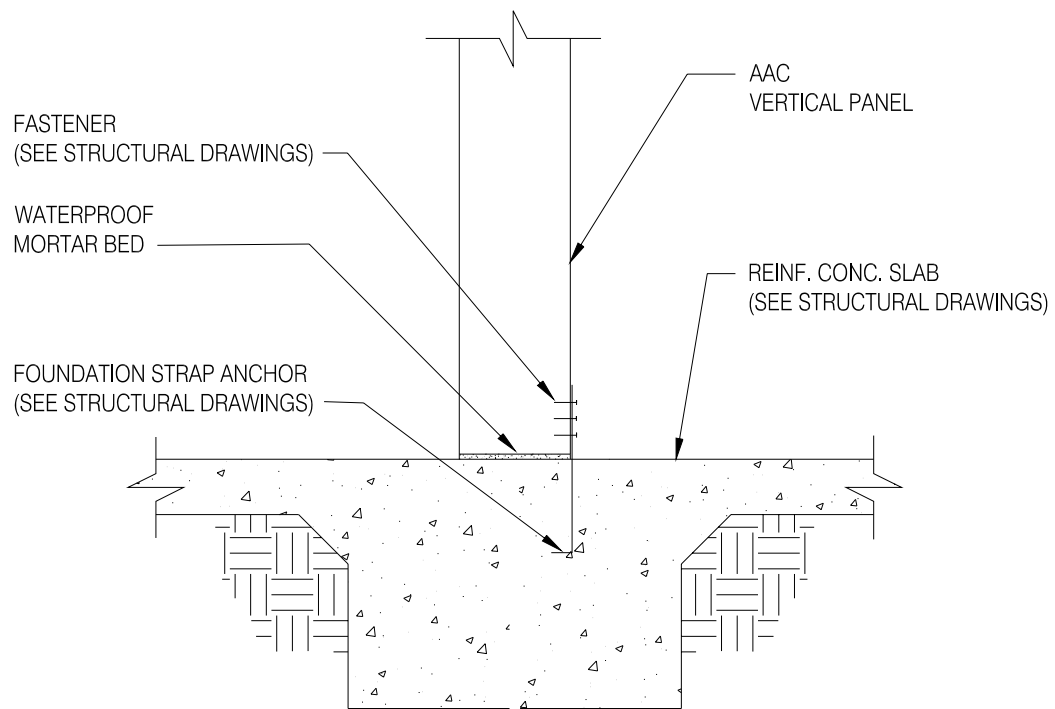 AAC
VERTICAL PANEL
FASTENER
(SEE STRUCTURAL DRAWINGS)
WATERPROOF
MORTAR BED
REINF. CONC. SLAB
(SEE STRUCTURAL DRAWINGS)
FOUNDATION STRAP ANCHOR
(SEE STRUCTURAL DRAWINGS)